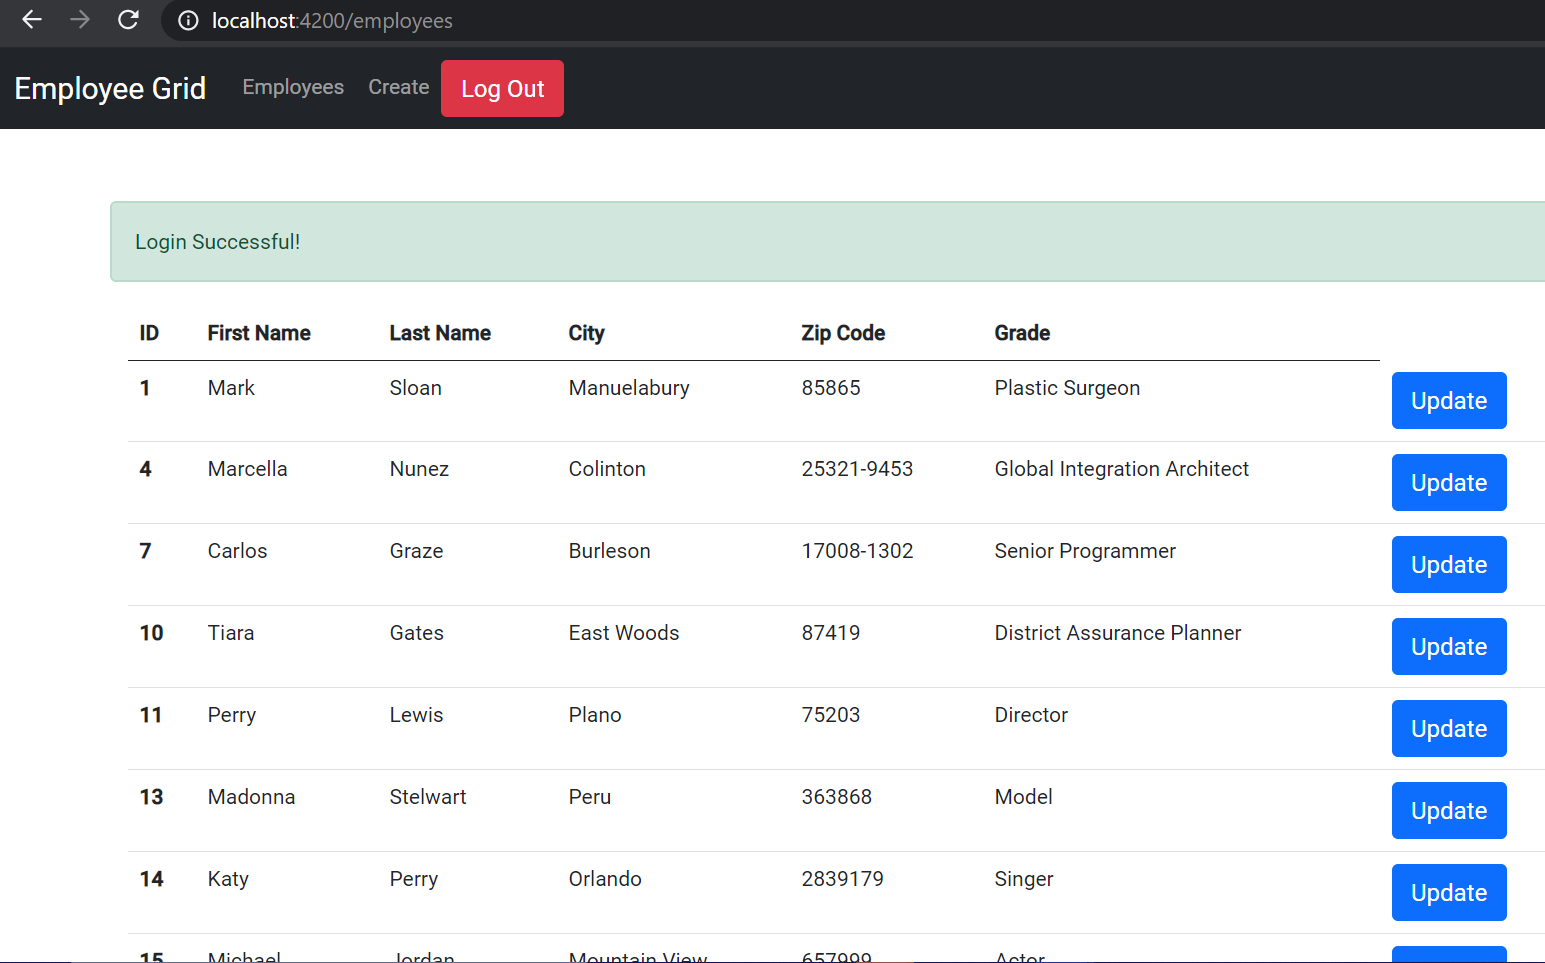 localhost:4200/employees
Employee Grid Employees Create Log Out
Login Successful!
ID First Name Last Name City Zip Code Grade
1 Mark Sloan Manuelabury 85865 Plastic Surgeon Update
4 Marcella Nunez Colinton 25321-9453 Global Integration Architect Update
7 Carlos Graze Burleson 17008-1302 Senior Programmer Update
10 Tiara Gates East Woods 87419 District Assurance Planner Update
11 Perry Lewis Plano 75203 Director Update
13 Madonna Stelwart Peru 363868 Model Update
14 Katy Perry Orlando 2839179 Singer Update
15 Michael Jordan Mountain View 657999 Actor